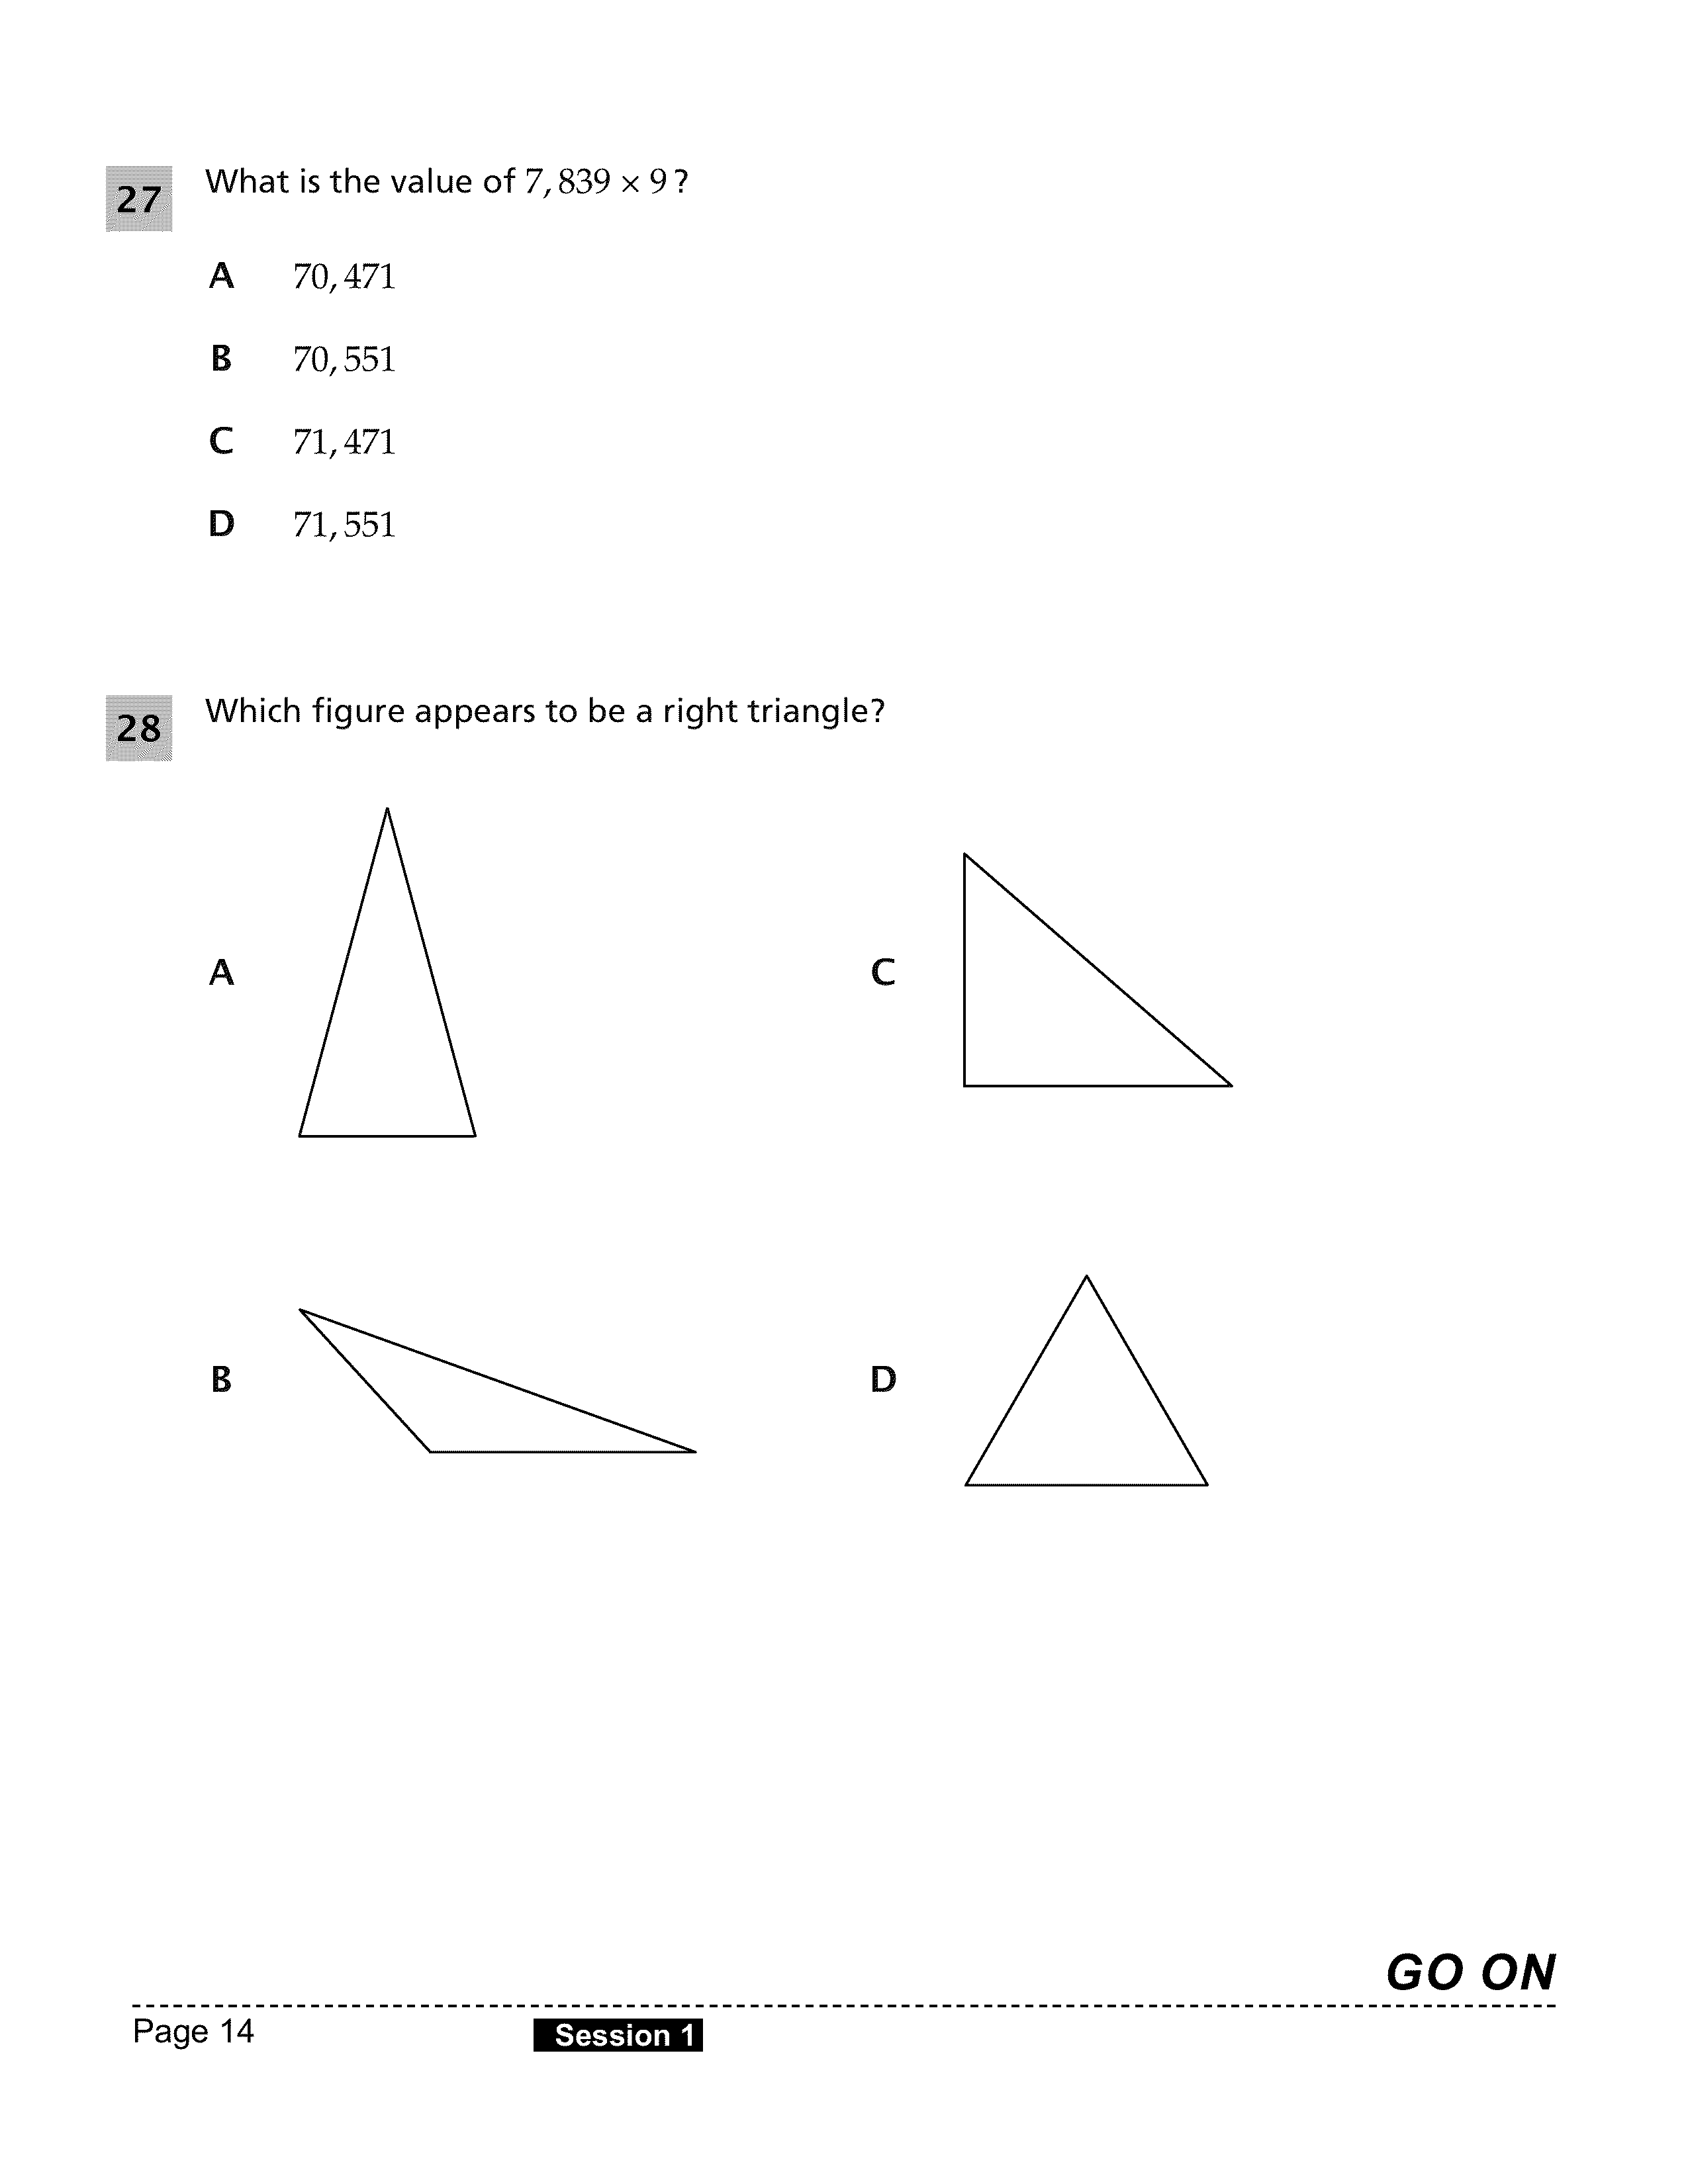 27 What is the value of 7,839 × 9?
A 70,471
B 70,551
C 71,471
D 71,551
28 Which figure appears to be a right triangle?
A
C
B
D
GO ON
Page 14 Session 1